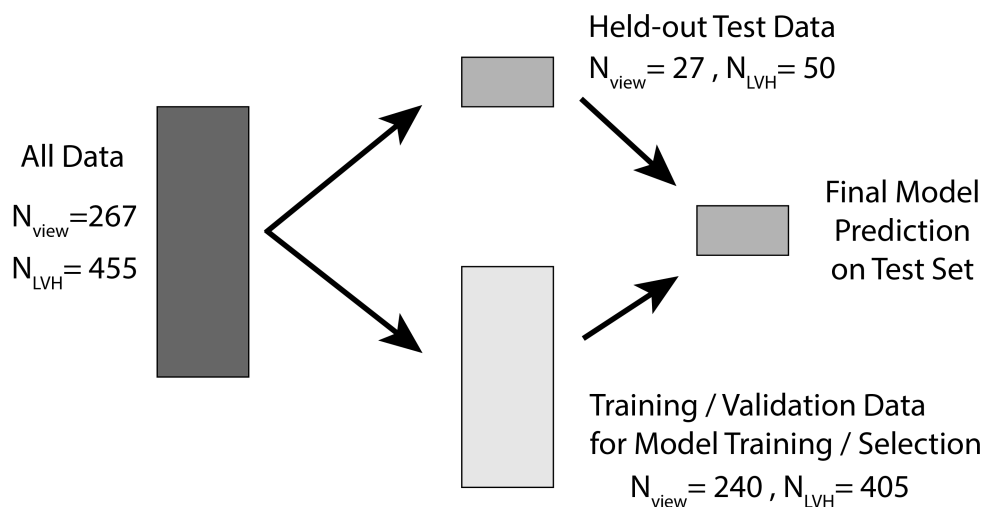 All Data
Nview=267
NLVH= 455
Held-out Test Data
Nview= 27 , NLVH= 50
Final Model
Prediction
on Test Set
Training / Validation Data
for Model Training / Selection
Nview= 240 , NLVH= 405